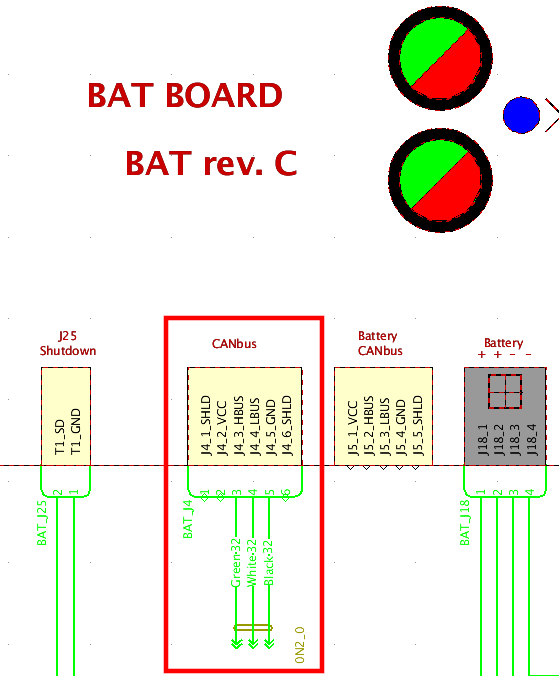 BAT BOARD
BAT rev. C
J25
Shutdown
CANbus
Battery
CANbus
Battery
+ + - -
T1_SD
T1_GND
J4_1_SHLD
J4_2_VCC
J4_3_HBUS
J4_4_LBUS
J4_5_GND
J4_6_SHLD
J5_1_VCC
J5_2_HBUS
J5_3_LBUS
J5_4_GND
J5_5_SHLD
J18_1
J18_2
J18_3
J18_4
BAT_J25
2
1
BAT_J4
1
2
3
4
5
6
BAT_J18
1
2
3
4
Green-32
White-32
Black-32
0N2_0